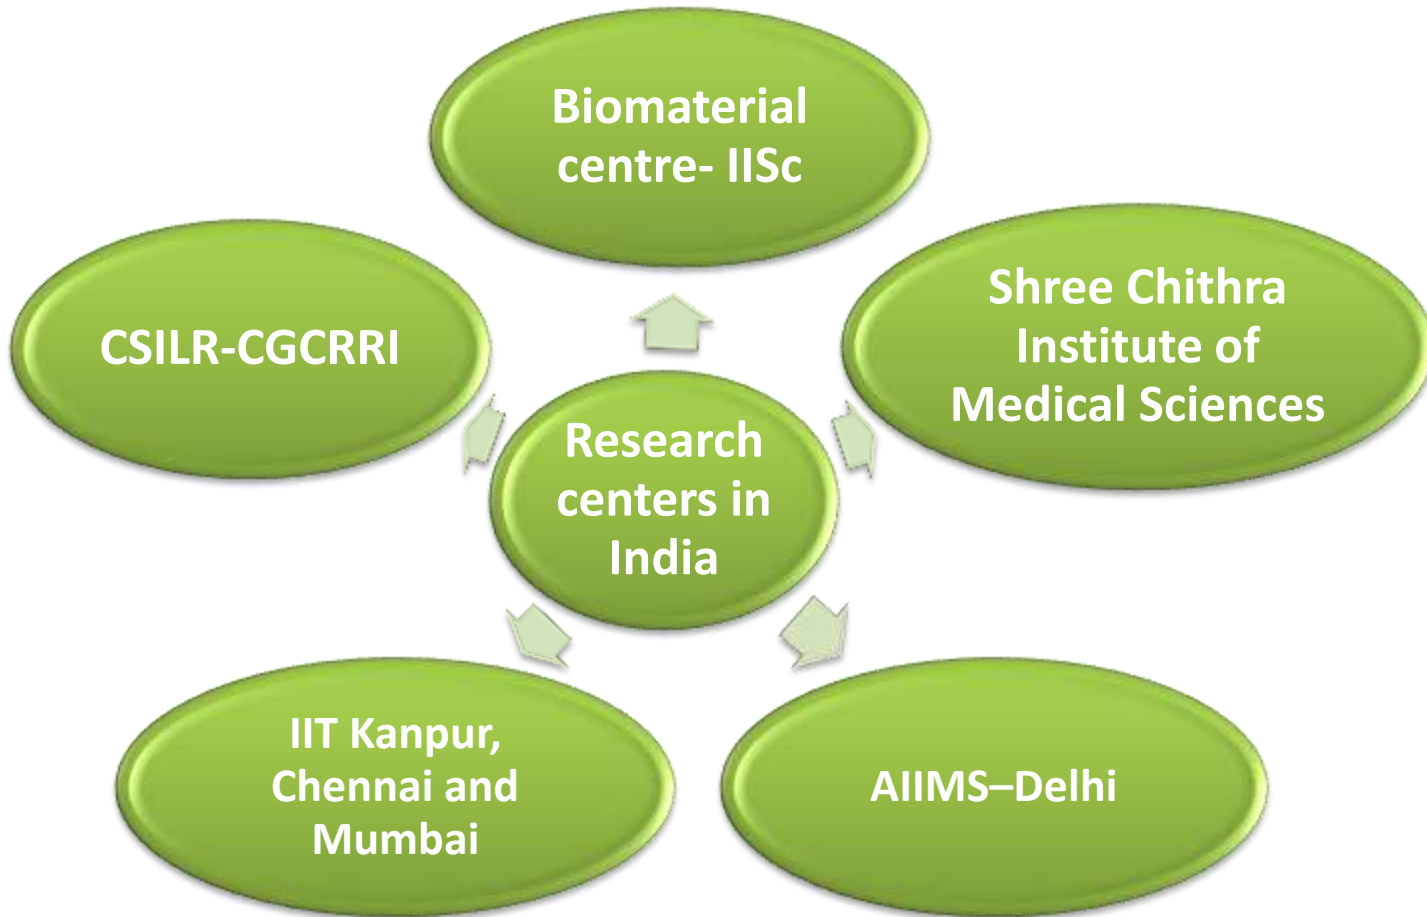 Biomaterial
centre- IISc
Shree Chithra
Institute of
Medical Sciences
CSILR-CGCRRI
Research
centers in
India
IIT Kanpur,
Chennai and
Mumbai
AIIMS–Delhi